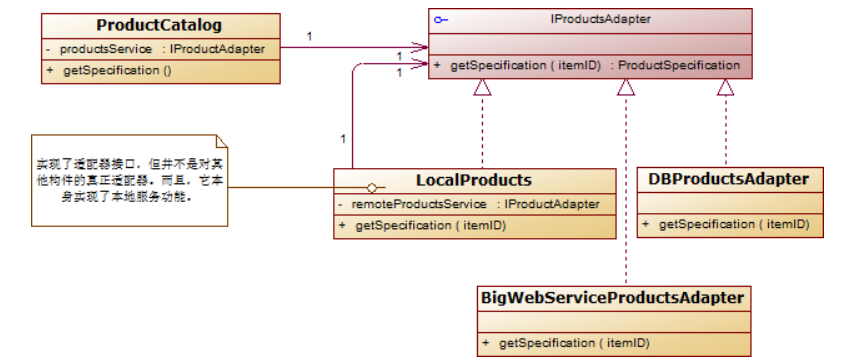 ProductCatalog
- productsService : IProductAdapter
+ getSpecification ()
1
1
1
1
IProductsAdapter
+ getSpecification ( itemID) : ProductSpecification
实现了适配器接口，但并不是对其
他构件的真正适配器。而且，它本
身实现了本地服务功能。
LocalProducts
- remoteProductsService : IProductAdapter
+ getSpecification ( itemID)
DBProductsAdapter
+ getSpecification ( itemID)
BigWebServiceProductsAdapter
+ getSpecification ( itemID)